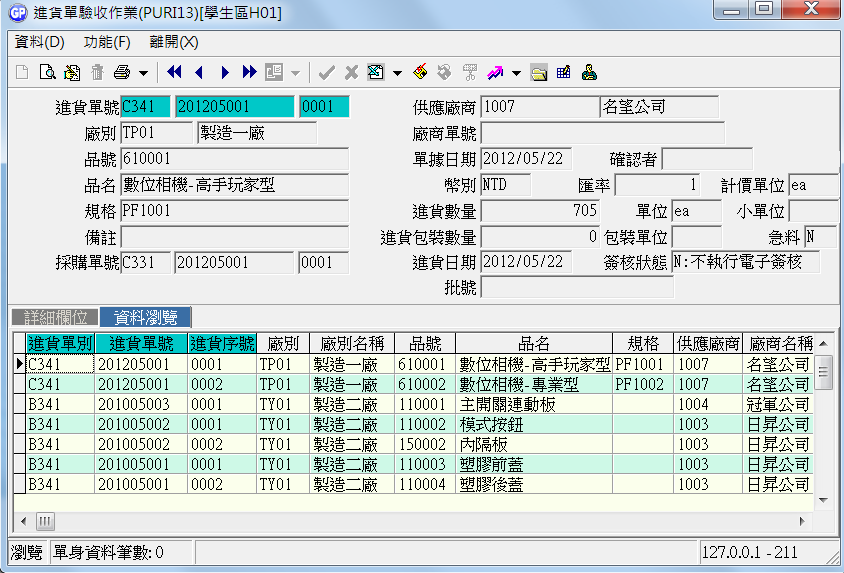 GP 進貨單驗收作業(PURI13)[學生區H01]
資料(D) 功能(F) 離開(X)
進貨單號 C341 201205001 0001 供應廠商 1007 名望公司
廠別 TP01 製造一廠 廠商單號
品號 610001 單據日期 2012/05/22 確認者
品名 數位相機-高手玩家型 幣別 NTD 匯率 1 計價單位 ea
規格 PF1001 進貨數量 705 單位 ea 小單位
備註 進貨包裝數量 0 包裝單位 急料 N
採購單號 C331 201205001 0001 進貨日期 2012/05/22 簽核狀態 N:不執行電子簽核
批號
詳細欄位 資料瀏覽
進貨單別 進貨單號 進貨序號 廠別 廠別名稱 品號 品名 規格 供應廠商 廠商名稱
C341 201205001 0001 TP01 製造一廠 610001 數位相機-高手玩家型 PF1001 1007 名望公司
C341 201205001 0002 TP01 製造一廠 610002 數位相機-專業型 PF1002 1007 名望公司
B341 201005003 0001 TY01 製造二廠 110001 主開關連動板 1004 冠軍公司
B341 201005002 0001 TY01 製造二廠 110002 模式按鈕 1003 日昇公司
B341 201005002 0002 TY01 製造二廠 150002 內隔板 1003 日昇公司
B341 201005001 0001 TY01 製造二廠 110003 塑膠前蓋 1003 日昇公司
B341 201005001 0002 TY01 製造二廠 110004 塑膠後蓋 1003 日昇公司
瀏覽 單身資料筆數: 0 127.0.0.1 - 211